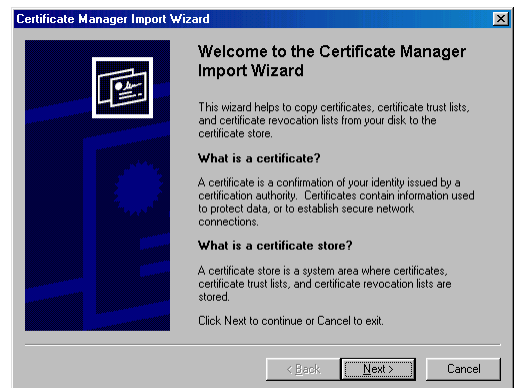 Certificate Manager Import Wizard
Welcome to the Certificate Manager
Import Wizard
This wizard helps to copy certificates, certificate trust lists,
and certificate revocation lists from your disk to the
certificate store.
What is a certificate?
A certificate is a confirmation of your identity issued by a
certification authority. Certificates contain information used
to protect data, or to establish secure network
connections.
What is a certificate store?
A certificate store is a system area where certificates,
certificate trust lists, and certificate revocation lists are
stored.
Click Next to continue or Cancel to exit.
< Back
Next >
Cancel